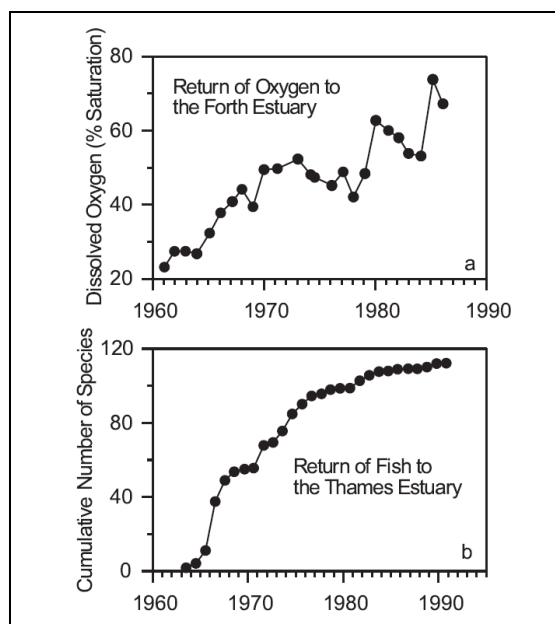 80
60
40
20
Dissolved Oxygen (% Saturation)
Return of Oxygen to
the Forth Estuary
a
1960
1970
1980
1990
120
80
40
0
Cumulative Number of Species
Return of Fish to
the Thames Estuary
b
1960
1970
1980
1990